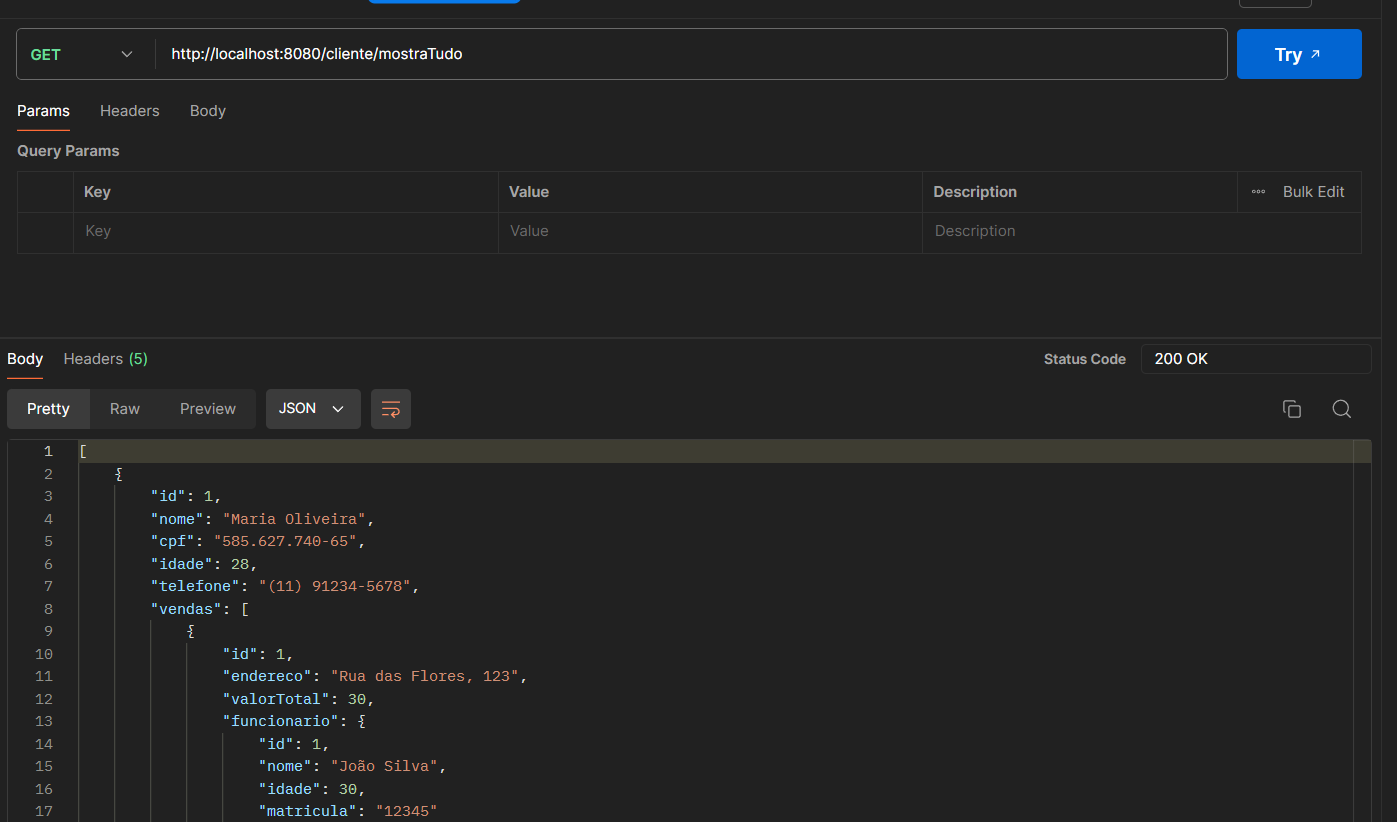 GET http://localhost:8080/cliente/mostraTudo Try
Params Headers Body
Query Params
Key Value Description Bulk Edit
Key Value Description
Body Headers (5) Status Code 200 OK
Pretty Raw Preview JSON
1 [
2 {
3 "id": 1,
4 "nome": "Maria Oliveira",
5 "cpf": "585.627.740-65",
6 "idade": 28,
7 "telefone": "(11) 91234-5678",
8 "vendas": [
9 {
10 "id": 1,
11 "endereco": "Rua das Flores, 123",
12 "valorTotal": 30,
13 "funcionario": {
14 "id": 1,
15 "nome": "João Silva",
16 "idade": 30,
17 "matricula": "12345"